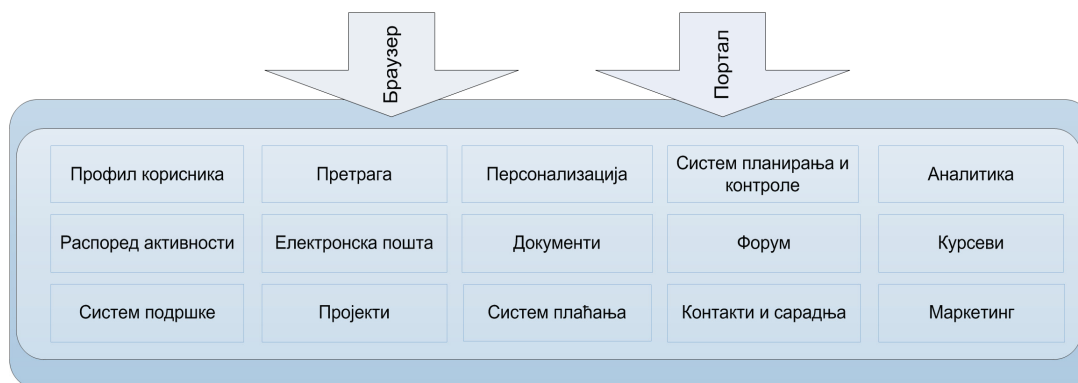 Браузер
Портал
Профил корисника
Претрага
Персонализација
Систем планирања и
контроле
Аналитика
Распоред активности
Електронска пошта
Документи
Форум
Курсеви
Систем подршке
Пројекти
Систем плаћања
Контакти и сарадња
Маркетинг